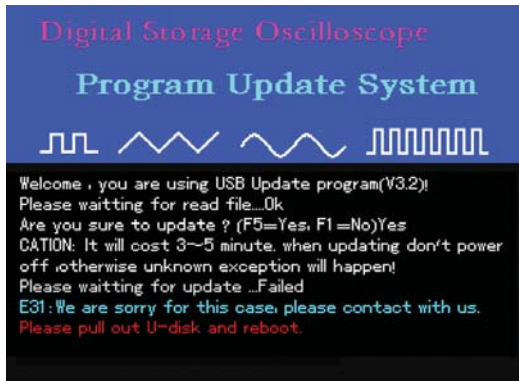 Digital Storage Oscilloscope
Program Update System
Welcome , you are using USB Update program(V3.2)!
Please waitting for read file....Ok
Are you sure to update ? (F5=Yes, F1 =No)Yes
CATION: It will cost 3~5 minute. when updating don't power
off ,otherwise unknown exception will happen!
Please waitting for update ...Failed
E31:We are sorry for this case, please contact with us.
Please pull out U-disk and reboot.